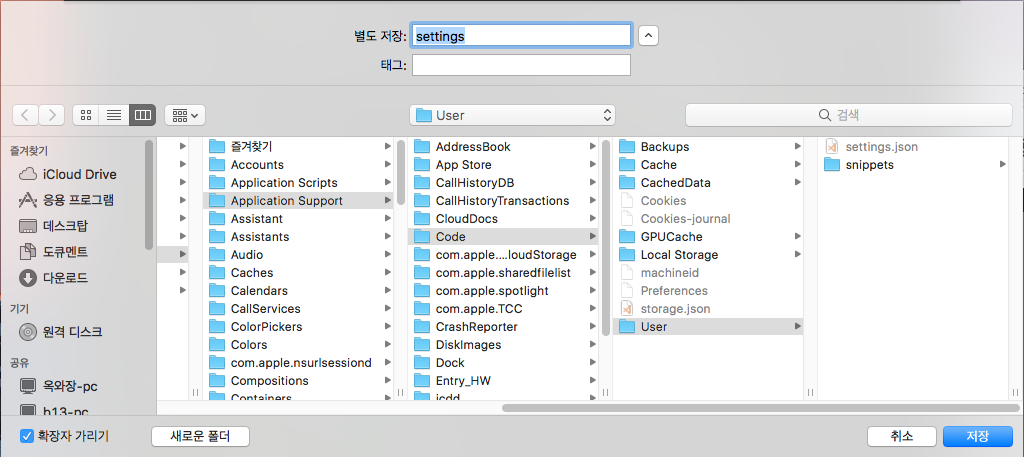 별도 저장: settings
태그:
User
검색
즐겨찾기
iCloud Drive
응용 프로그램
데스크탑
도큐멘트
다운로드
기기
원격 디스크
공유
옥와장-pc
h13-pc
즐겨찾기
Accounts
Application Scripts
Application Support
Assistant
Assistants
Audio
Caches
Calendars
CallServices
ColorPickers
Colors
com.apple.nsurlsessiond
Compositions
Containers
AddressBook
App Store
CallHistoryDB
CallHistoryTransactions
CloudDocs
Code
com.apple....loudStorage
com.apple.sharedfilelist
com.apple.spotlight
com.apple.TCC
CrashReporter
DiskImages
Dock
Entry_HW
icdd
Backups
Cache
CachedData
Cookies
Cookies-journal
GPUCache
Local Storage
machineid
Preferences
storage.json
User
settings.json
snippets
확장자 가리기
새로운 폴더
취소
저장